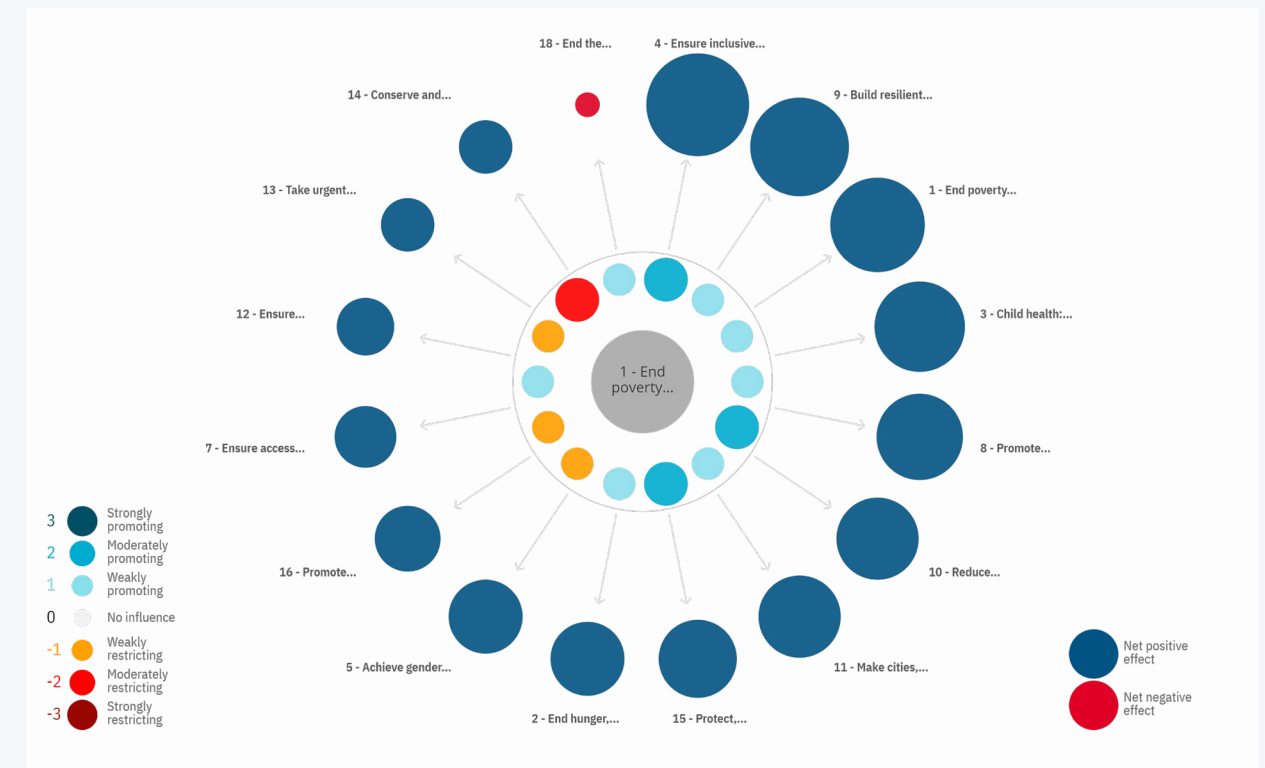 18 - End the...
4 - Ensure inclusive...
14 - Conserve and...
9 - Build resilient...
13 - Take urgent...
1 - End poverty...
12 - Ensure...
3 - Child health:...
1 - End
poverty...
7 - Ensure access...
8 - Promote...
16 - Promote...
10 - Reduce...
5 - Achieve gender...
11 - Make cities,...
2 - End hunger,...
15 - Protect,...
3 Strongly
promoting
2 Moderately
promoting
1 Weakly
promoting
0 No influence
-1 Weakly
restricting
-2 Moderately
restricting
-3 Strongly
restricting
Net positive
effect
Net negative
effect